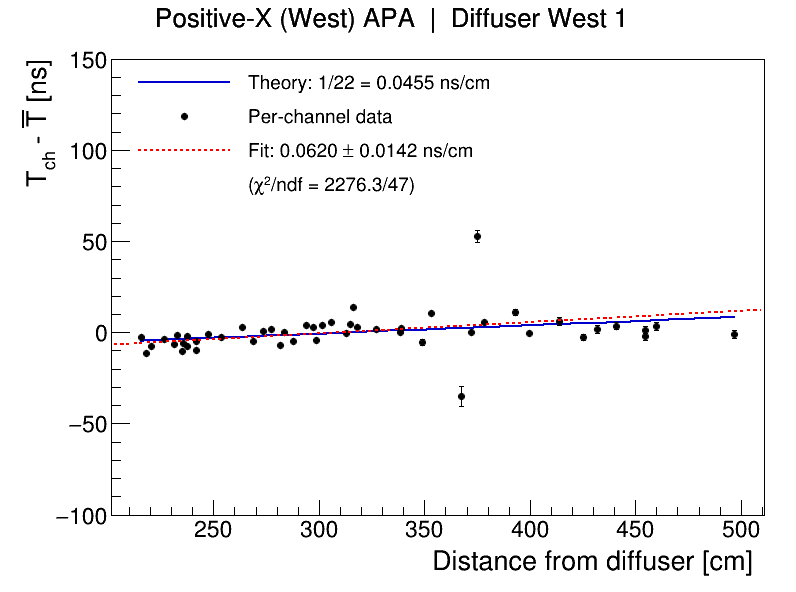 Positive-X (West) APA | Diffuser West 1
T_ch - T̅ [ns]
150
100
50
0
−50
−100
Theory: 1/22 = 0.0455 ns/cm
Per-channel data
Fit: 0.0620 ± 0.0142 ns/cm
(χ²/ndf = 2276.3/47)
250 300 350 400 450 500
Distance from diffuser [cm]